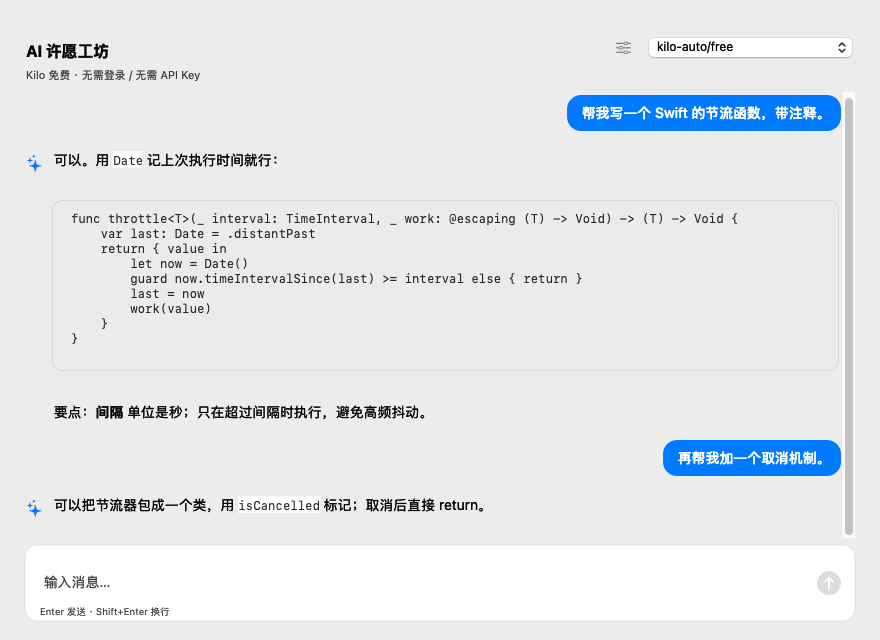 AI 许愿工坊
kilo-auto/free
Kilo 免费 · 无需登录 / 无需 API Key
帮我写一个 Swift 的节流函数，带注释。
可以。用 Date 记上次执行时间就行：
func throttle<T>(_ interval: TimeInterval, _ work: @escaping (T) -> Void) -> (T) -> Void {
    var last: Date = .distantPast
    return { value in
        let now = Date()
        guard now.timeIntervalSince(last) >= interval else { return }
        last = now
        work(value)
    }
}
要点：间隔 单位是秒；只在超过间隔时执行，避免高频抖动。
再帮我加一个取消机制。
可以把节流器包成一个类，用 isCancelled 标记；取消后直接 return。
输入消息...
Enter 发送 · Shift+Enter 换行